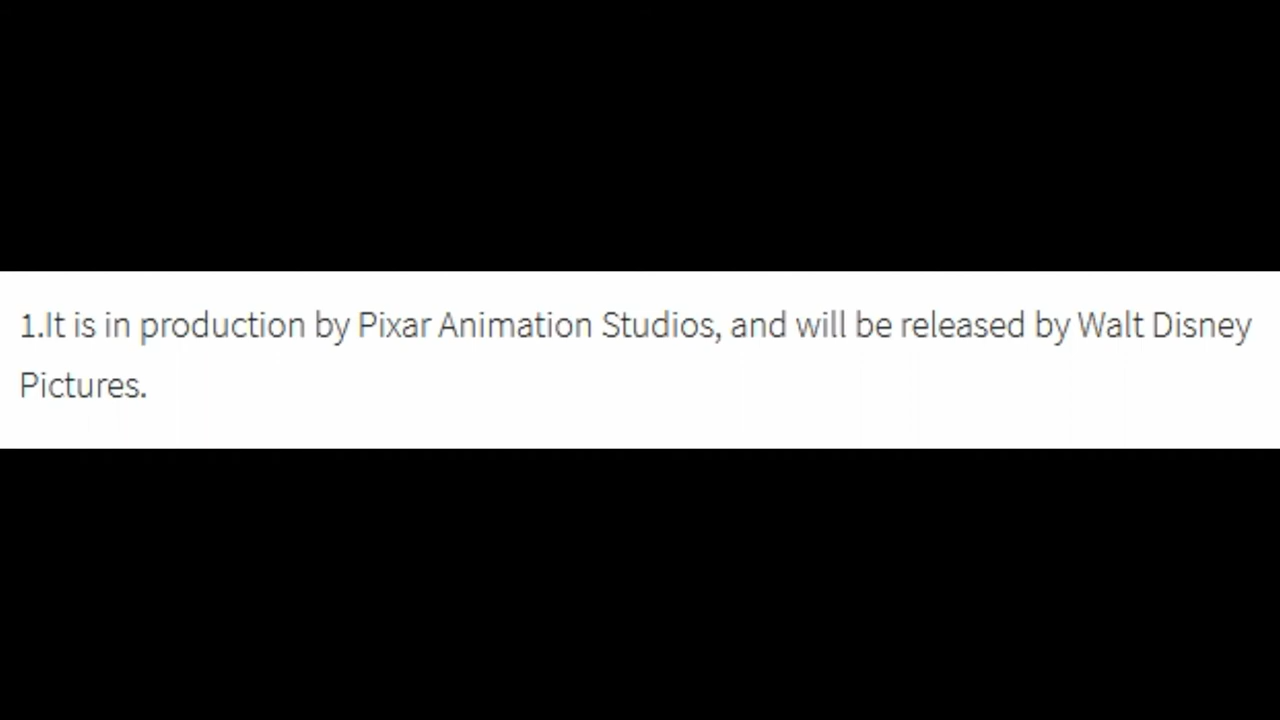 1.It is in production by Pixar Animation Studios, and will be released by Walt Disney
Pictures.